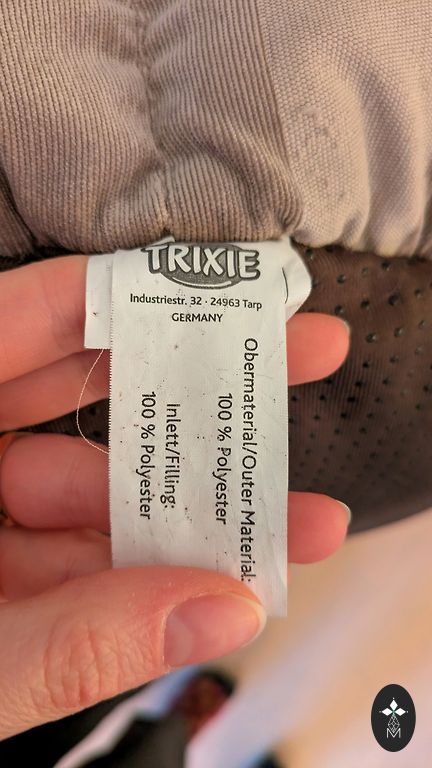 TRIXIE
Industriestr. 32 · 24963 Tarp
GERMANY
Obermaterial/Outer Material:
100 % Polyester
Inlett/Filling:
100 % Polyester
M